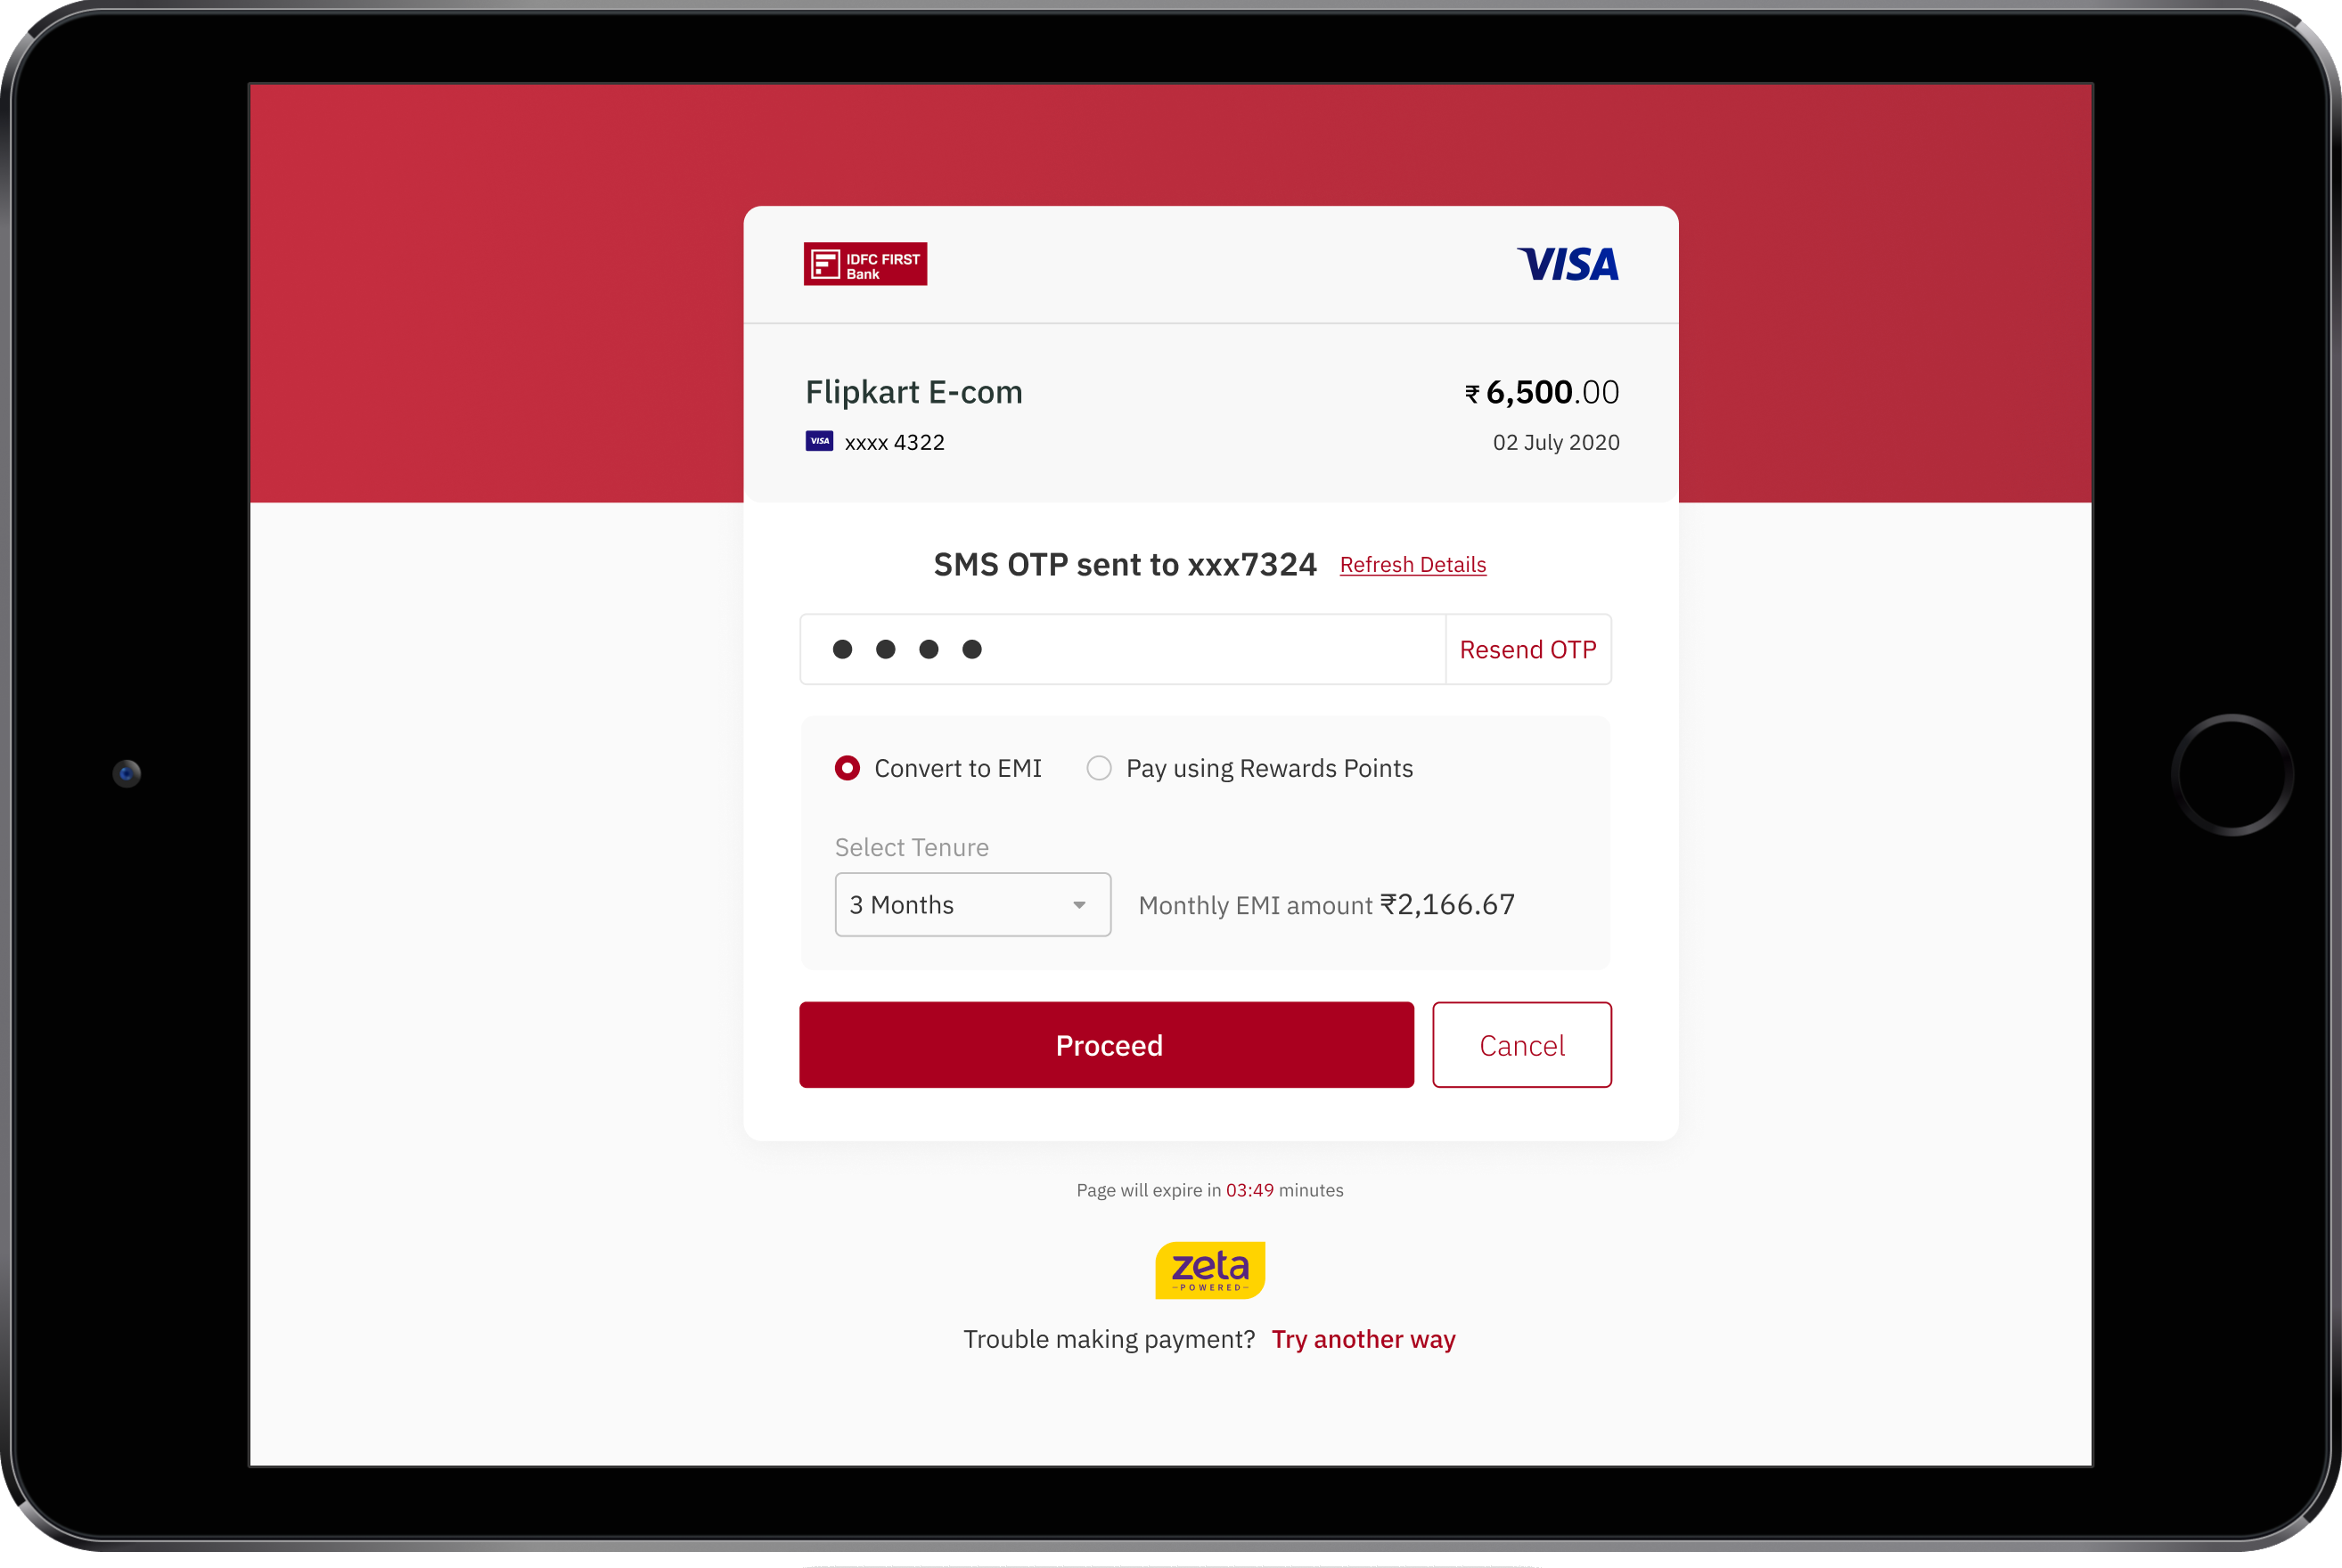 IDFC FIRST
Bank
VISA
Flipkart E-com
₹ 6,500.00
VISA xxxx 4322
02 July 2020
SMS OTP sent to xxx7324 Refresh Details
Resend OTP
Convert to EMI
Pay using Rewards Points
Select Tenure
3 Months
Monthly EMI amount ₹2,166.67
Proceed
Cancel
Page will expire in 03:49 minutes
zeta
POWERED
Trouble making payment? Try another way